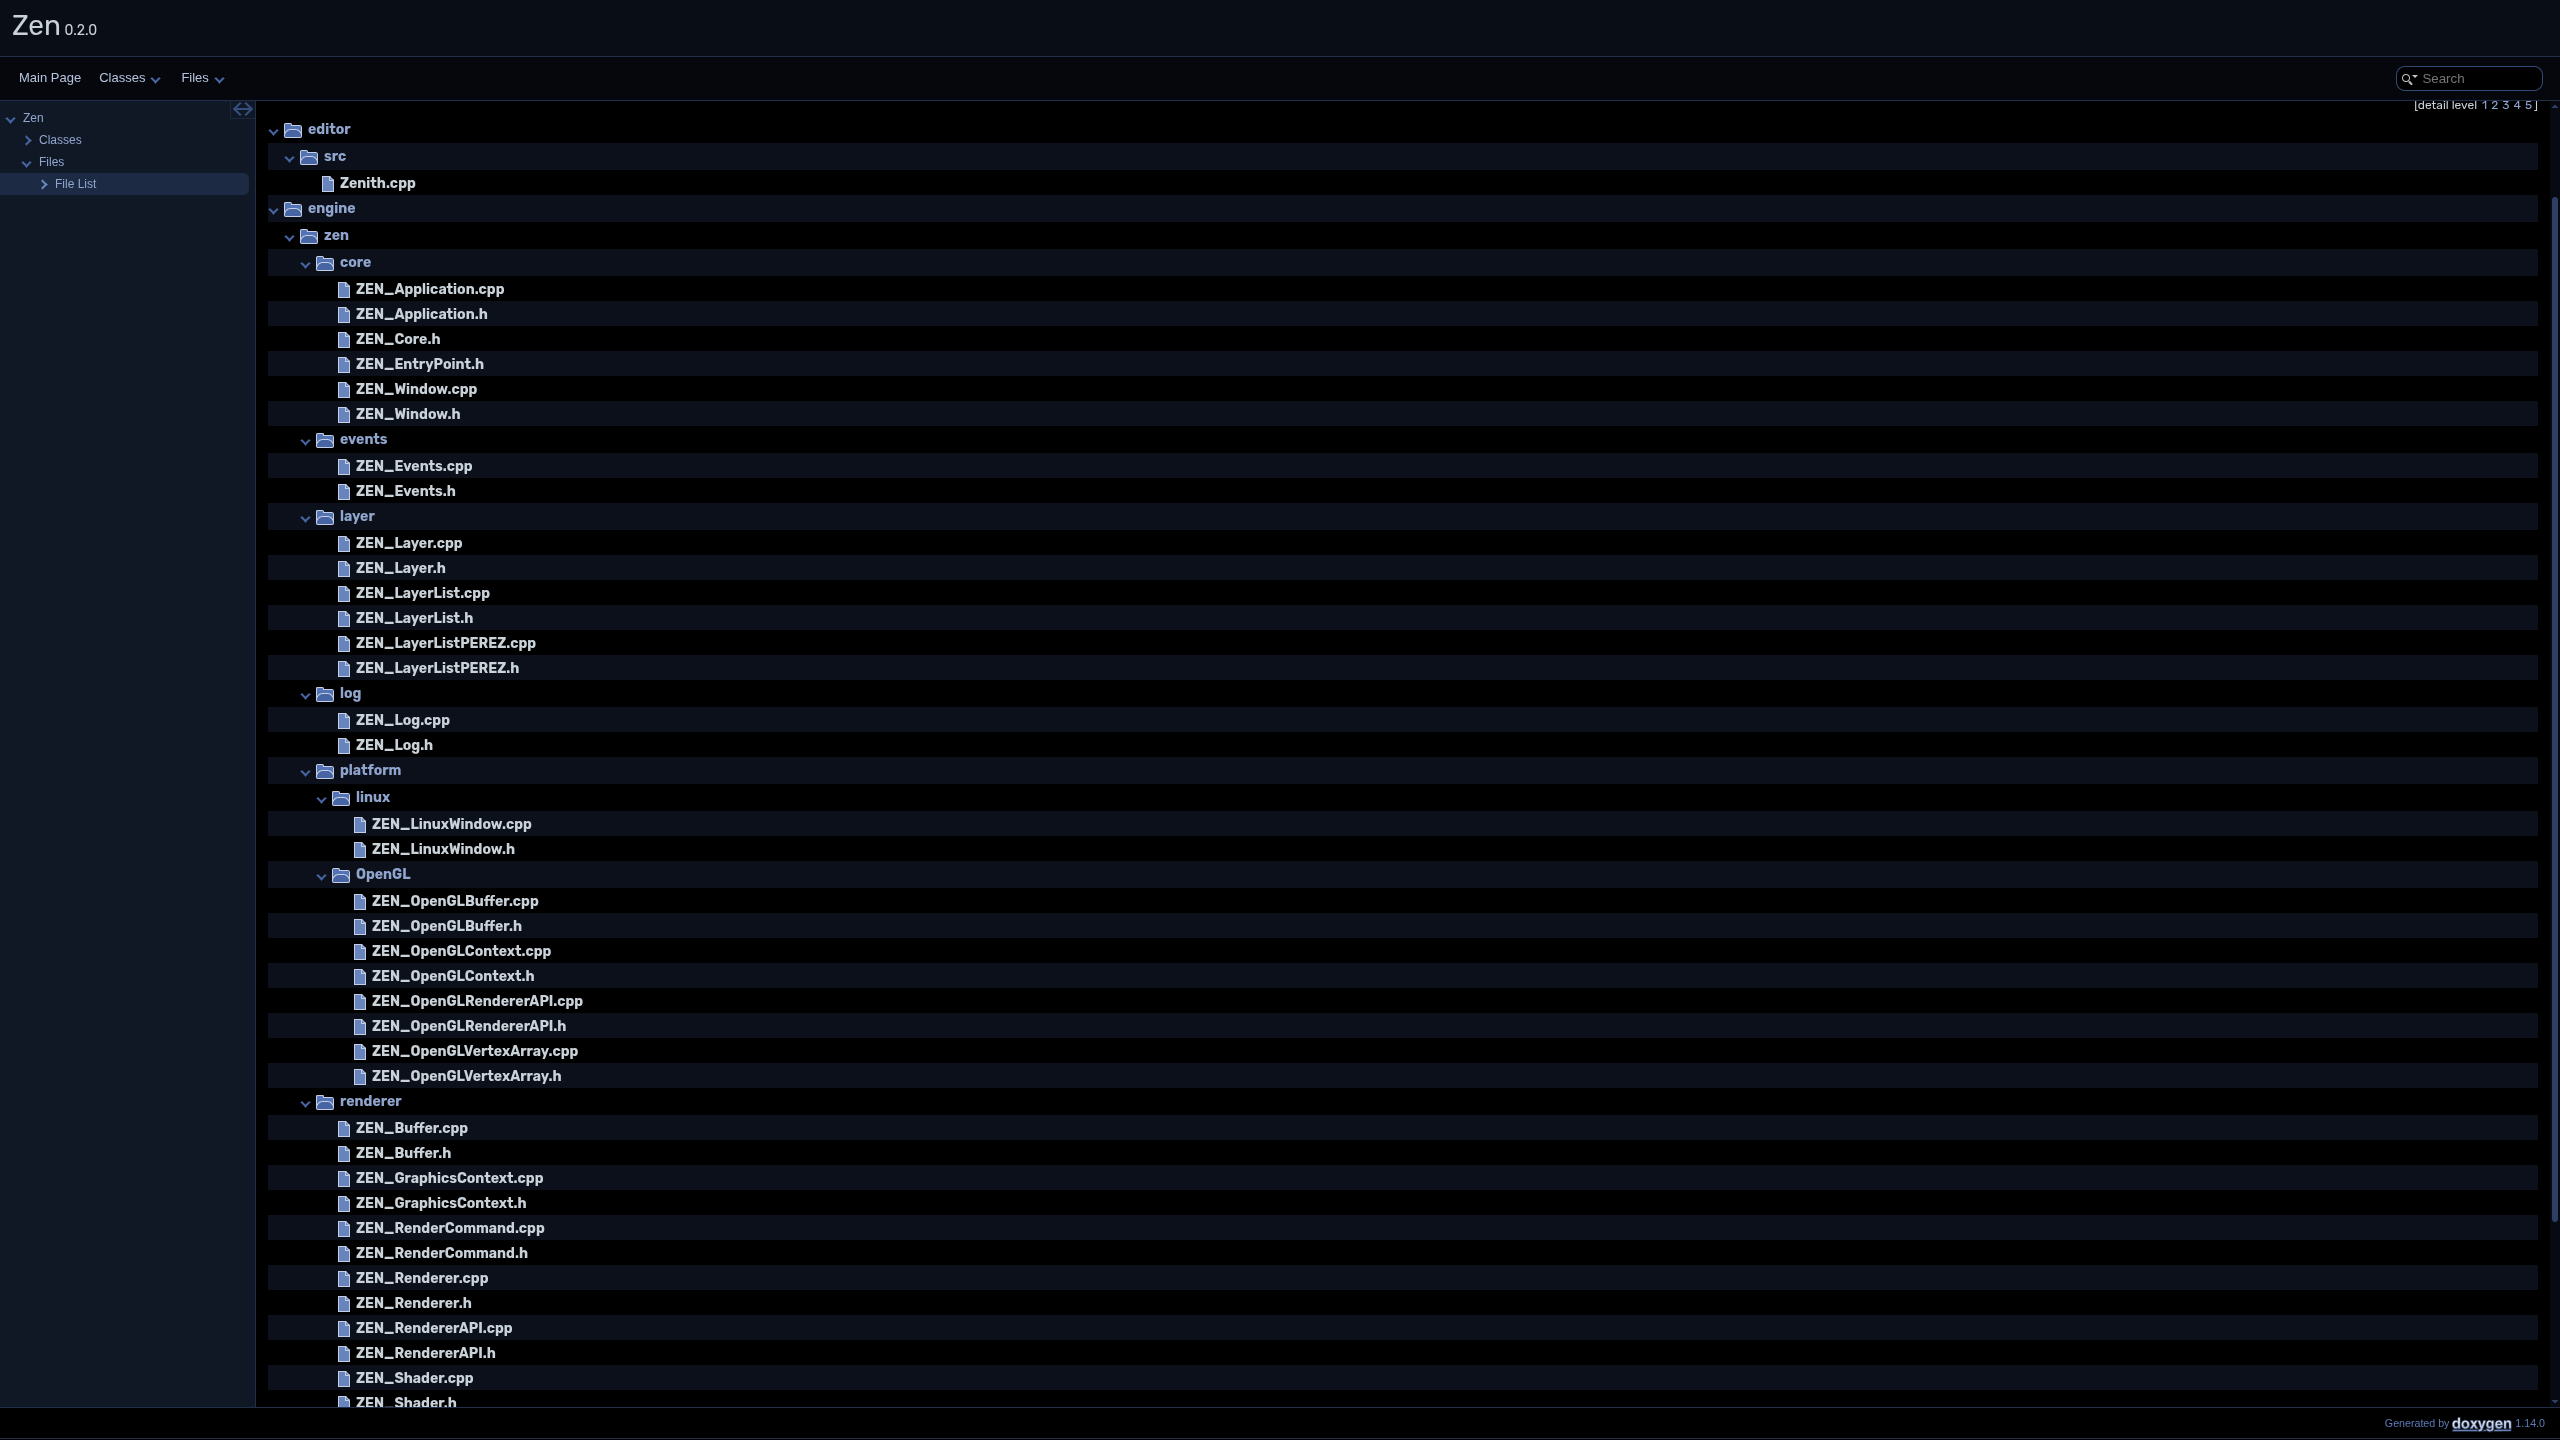 Zen 0.2.0
Main Page Classes Files Search
Zen
Classes
Files
File List
[detail level 1 2 3 4 5]
editor
src
Zenith.cpp
engine
zen
core
ZEN_Application.cpp
ZEN_Application.h
ZEN_Core.h
ZEN_EntryPoint.h
ZEN_Window.cpp
ZEN_Window.h
events
ZEN_Events.cpp
ZEN_Events.h
layer
ZEN_Layer.cpp
ZEN_Layer.h
ZEN_LayerList.cpp
ZEN_LayerList.h
ZEN_LayerListPEREZ.cpp
ZEN_LayerListPEREZ.h
log
ZEN_Log.cpp
ZEN_Log.h
platform
linux
ZEN_LinuxWindow.cpp
ZEN_LinuxWindow.h
OpenGL
ZEN_OpenGLBuffer.cpp
ZEN_OpenGLBuffer.h
ZEN_OpenGLContext.cpp
ZEN_OpenGLContext.h
ZEN_OpenGLRendererAPI.cpp
ZEN_OpenGLRendererAPI.h
ZEN_OpenGLVertexArray.cpp
ZEN_OpenGLVertexArray.h
renderer
ZEN_Buffer.cpp
ZEN_Buffer.h
ZEN_GraphicsContext.cpp
ZEN_GraphicsContext.h
ZEN_RenderCommand.cpp
ZEN_RenderCommand.h
ZEN_Renderer.cpp
ZEN_Renderer.h
ZEN_RendererAPI.cpp
ZEN_RendererAPI.h
ZEN_Shader.cpp
ZEN_Shader.h
Generated by doxygen 1.14.0